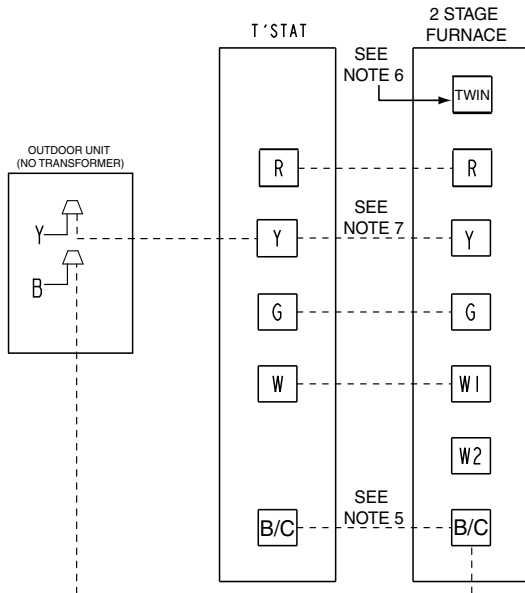 T'STAT
2 STAGE
FURNACE
SEE
NOTE 6
TWIN
OUTDOOR UNIT
(NO TRANSFORMER)
R
R
Y
Y
SEE
NOTE 7
Y
B
G
G
W
W1
W2
SEE
NOTE 5
B/C
B/C